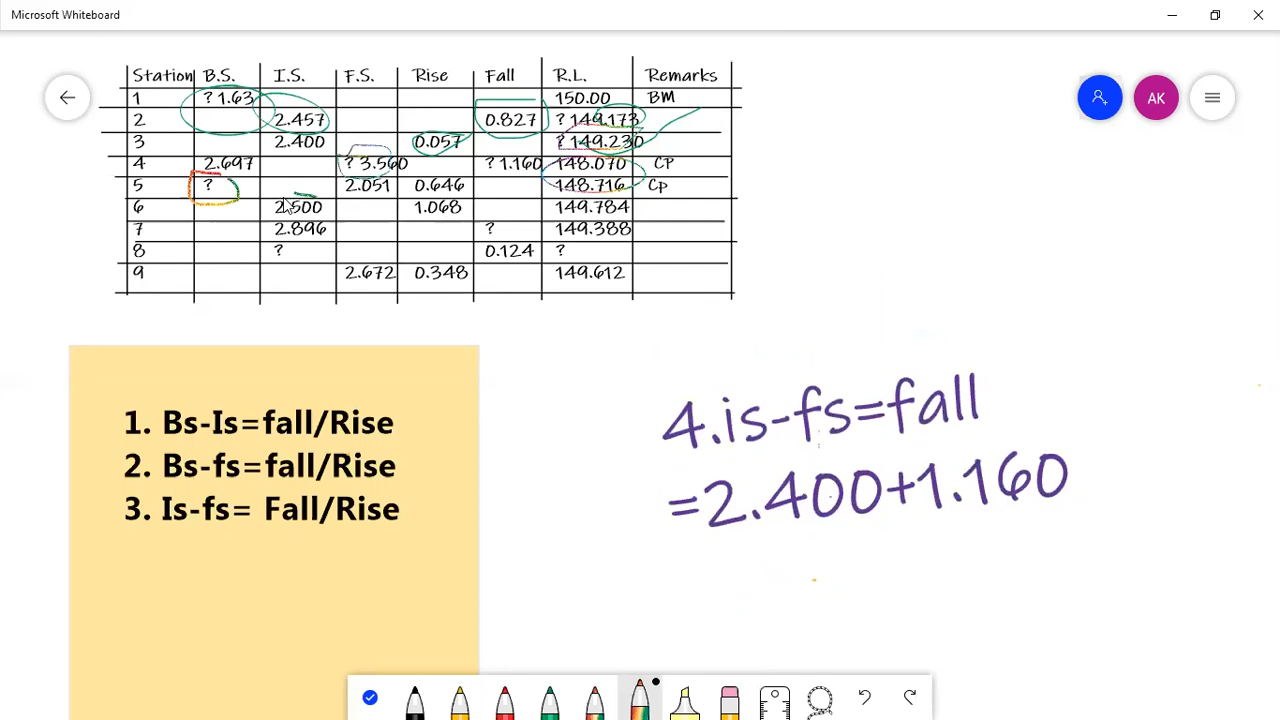 Microsoft Whiteboard
Station B.S. I.S. F.S. Rise Fall R.L. Remarks
1 ? 1.63 150.00 BM
2 2.457 0.827 ? 149.173
3 2.400 0.057 ? 149.230
4 2.697 ? 3.560 ? 1.160 148.070 CP
5 ? 2.051 0.646 148.716 CP
6 2.500 1.068 149.784
7 2.896 ? 149.388
8 ? 0.124 ?
9 2.672 0.348 149.612
AK
1. Bs-Is=fall/Rise
2. Bs-fs=fall/Rise
3. Is-fs= Fall/Rise
4.is-fs=fall
=2.400+1.160